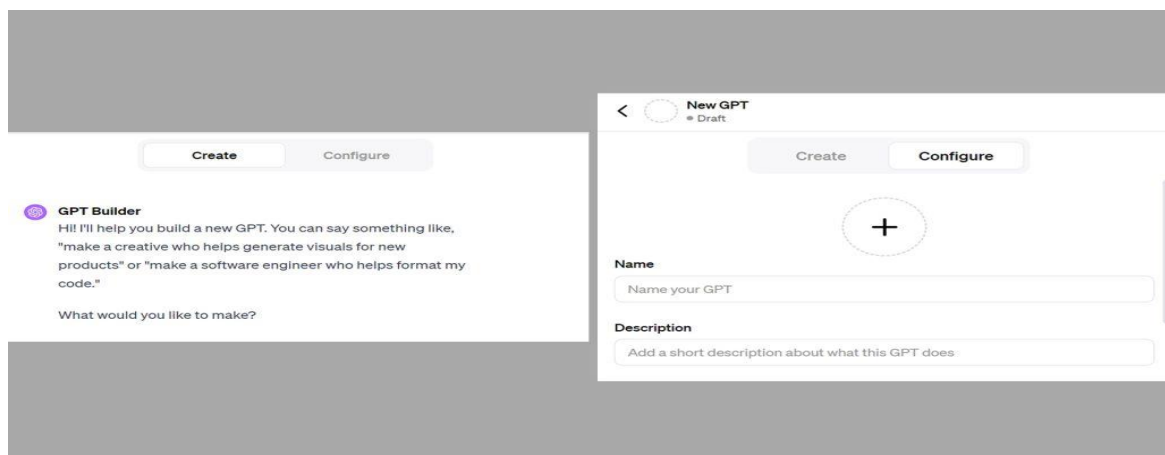 Create
Configure
GPT Builder
Hi! I'll help you build a new GPT. You can say something like,
"make a creative who helps generate visuals for new
products" or "make a software engineer who helps format my
code."
What would you like to make?
New GPT
Draft
Create
Configure
Name
Name your GPT
Description
Add a short description about what this GPT does